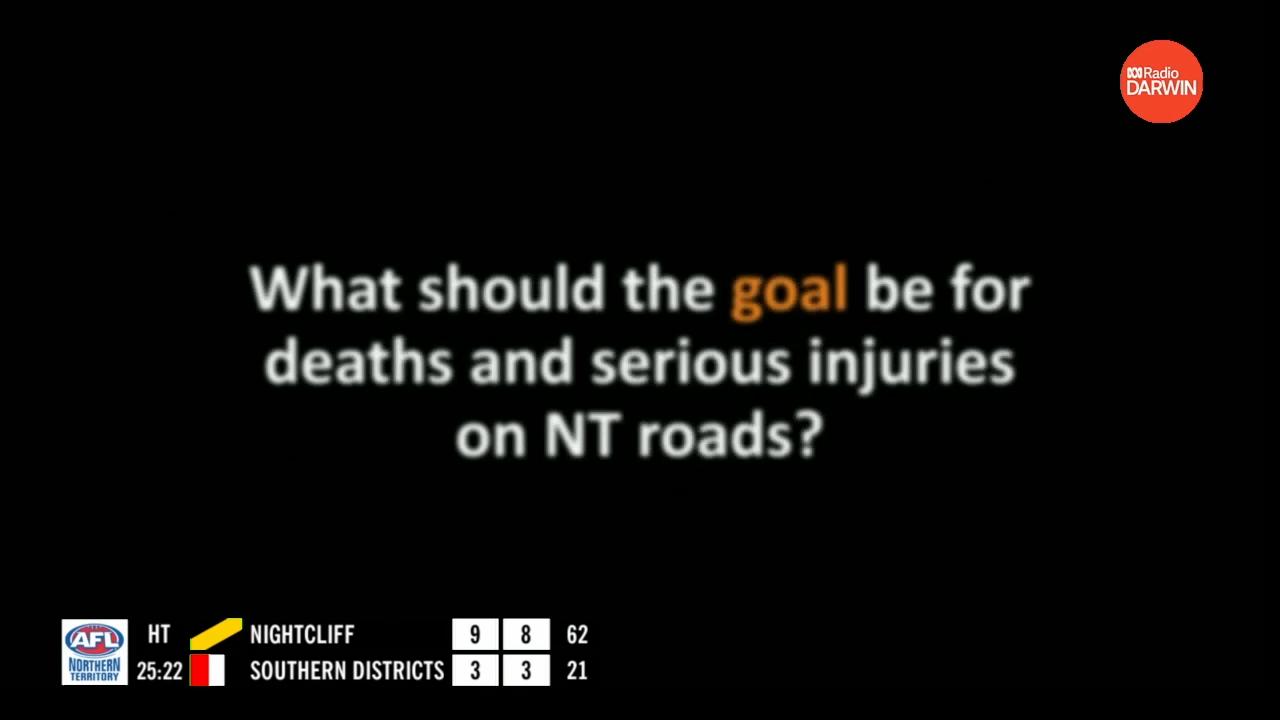 Radio
DARWIN
What should the goal be for
deaths and serious injuries
on NT roads?
AFL
NORTHERN
TERRITORY
HT
25:22
NIGHTCLIFF 9 8 62
SOUTHERN DISTRICTS 3 3 21